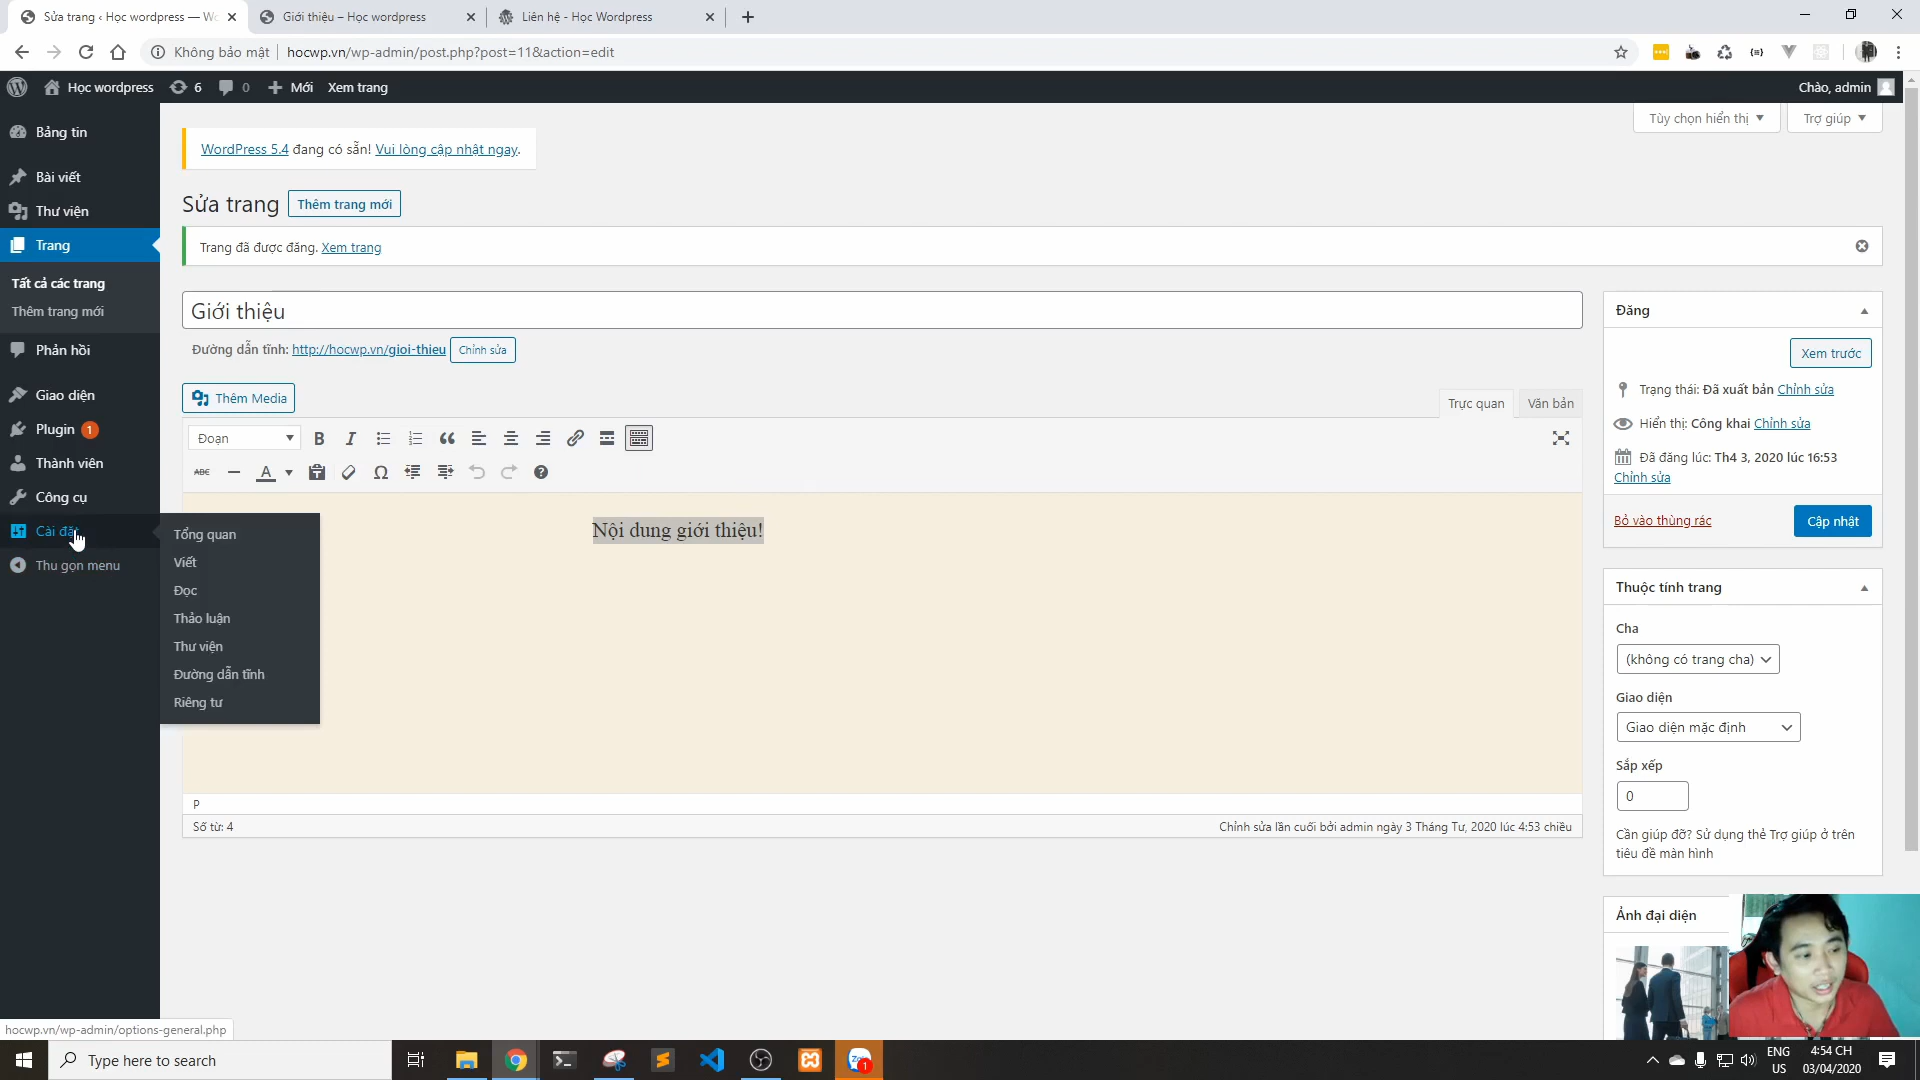 Sửa trang ‹ Học wordpress — Wo
Giới thiệu – Học wordpress
Liên hệ - Học Wordpress
Không bảo mật
hocwp.vn/wp-admin/post.php?post=11&action=edit
Học wordpress
6
0
Mới
Xem trang
Chào, admin
Bảng tin
Bài viết
Thư viện
Trang
Tất cả các trang
Thêm trang mới
Phản hồi
Giao diện
Plugin 1
Thành viên
Công cụ
Cài đặt
Thu gọn menu
Tổng quan
Viết
Đọc
Thảo luận
Thư viện
Đường dẫn tĩnh
Riêng tư
Tùy chọn hiển thị
Trợ giúp
WordPress 5.4 đang có sẵn! Vui lòng cập nhật ngay.
Sửa trang
Thêm trang mới
Trang đã được đăng. Xem trang
Giới thiệu
Đường dẫn tĩnh: http://hocwp.vn/gioi-thieu Chỉnh sửa
Thêm Media
Trực quan
Văn bản
Đoạn
B I
ABC A Ω
Nội dung giới thiệu!
P
Số từ: 4
Chỉnh sửa lần cuối bởi admin ngày 3 Tháng Tư, 2020 lúc 4:53 chiều
Đăng
Xem trước
Trạng thái: Đã xuất bản Chỉnh sửa
Hiển thị: Công khai Chỉnh sửa
Đã đăng lúc: Th4 3, 2020 lúc 16:53
Chỉnh sửa
Bỏ vào thùng rác
Cập nhật
Thuộc tính trang
Cha
(không có trang cha)
Giao diện
Giao diện mặc định
Sắp xếp
0
Cần giúp đỡ? Sử dụng thẻ Trợ giúp ở trên
tiêu đề màn hình
Ảnh đại diện
hocwp.vn/wp-admin/options-general.php
Type here to search
Zalo
1
ENG
US
4:54 CH
03/04/2020